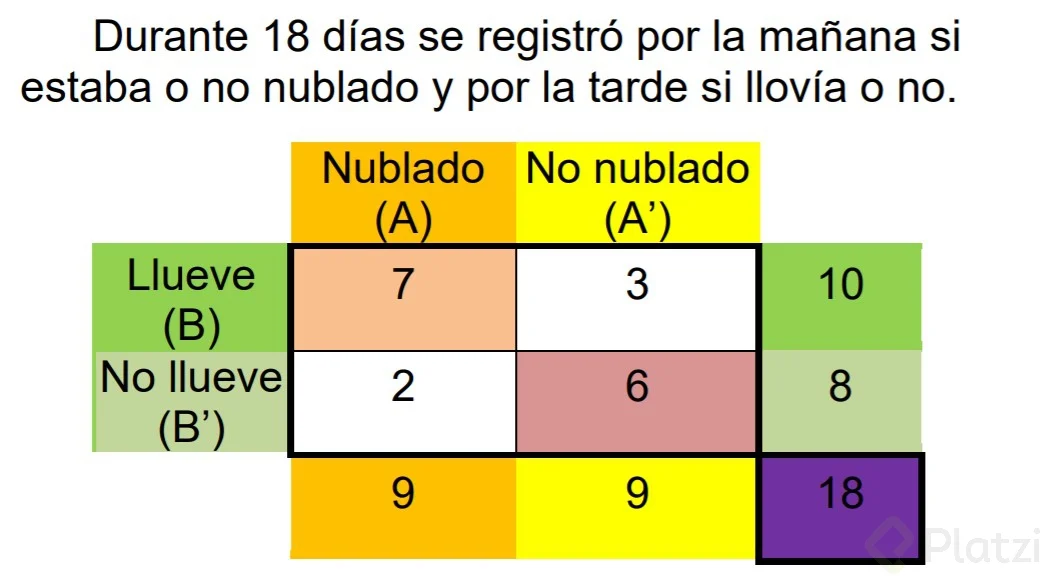 Durante 18 días se registró por la mañana si
estaba o no nublado y por la tarde si llovía o no.
Nublado (A) No nublado (A’)
Llueve (B) 7 3 10
No llueve (B’) 2 6 8
9 9 18
Platzi